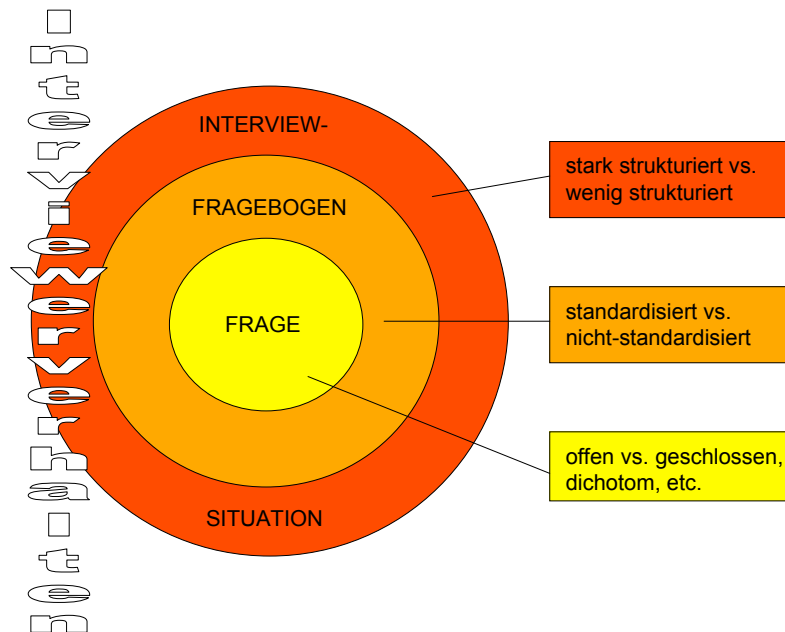 interviewerverhalten
INTERVIEW-
FRAGEBOGEN
FRAGE
SITUATION
stark strukturiert vs.
wenig strukturiert
standardisiert vs.
nicht-standardisiert
offen vs. geschlossen,
dichotom, etc.